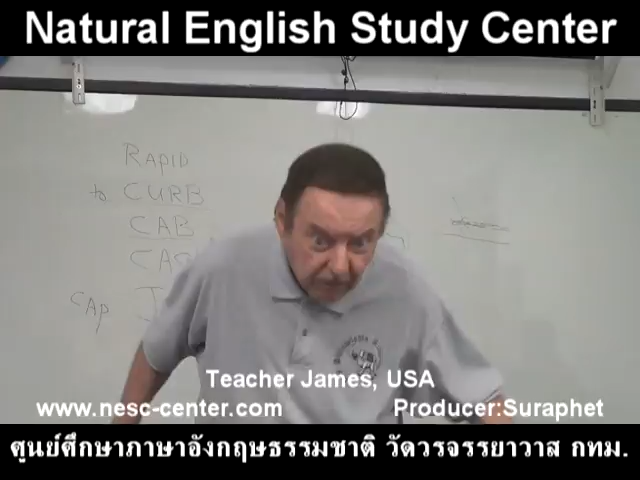 Natural English Study Center
RAPID
to CURB
CAB
CAP
Teacher James, USA
www.nesc-center.com Producer:Suraphet
ศูนย์ศึกษาภาษาอังกฤษธรรมชาติ วัดวรจรรยาวาส กทม.